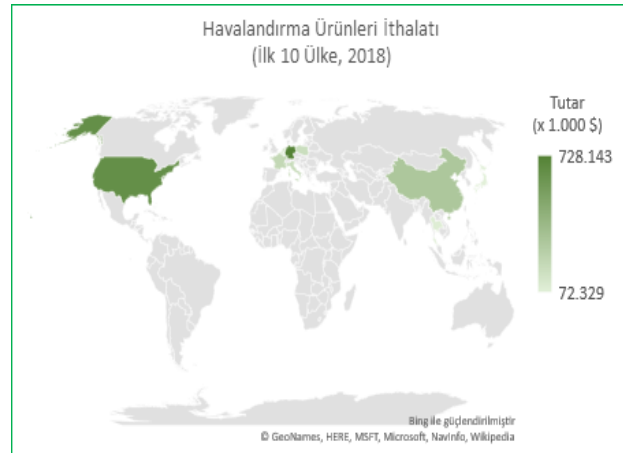 Havalandırma Ürünleri İthalatı
(İlk 10 Ülke, 2018)
Tutar
(x 1.000 $)
728.143
72.329
Bing ile güçlendirilmiştir
© GeoNames, HERE, MSFT, Microsoft, NavInfo, Wikipedia